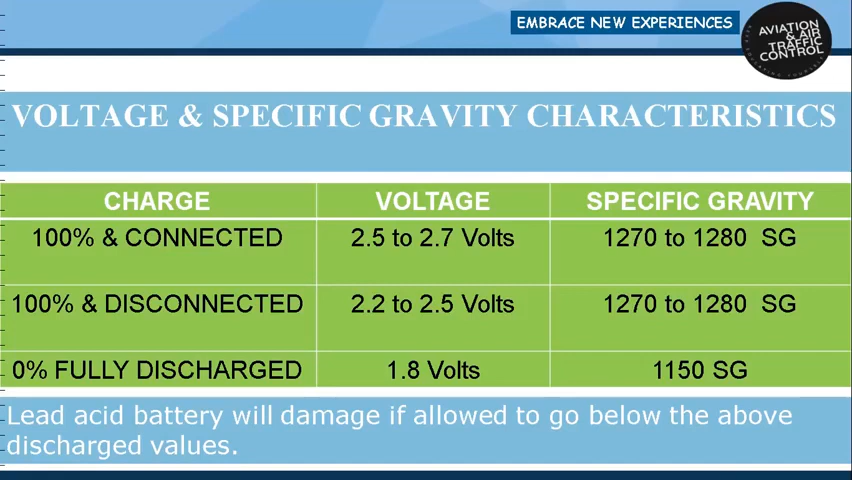 EMBRACE NEW EXPERIENCES
AVIATION
& AIR
TRAFFIC
CONTROL
VOLTAGE & SPECIFIC GRAVITY CHARACTERISTICS
CHARGE VOLTAGE SPECIFIC GRAVITY
100% & CONNECTED 2.5 to 2.7 Volts 1270 to 1280 SG
100% & DISCONNECTED 2.2 to 2.5 Volts 1270 to 1280 SG
0% FULLY DISCHARGED 1.8 Volts 1150 SG
Lead acid battery will damage if allowed to go below the above
discharged values.